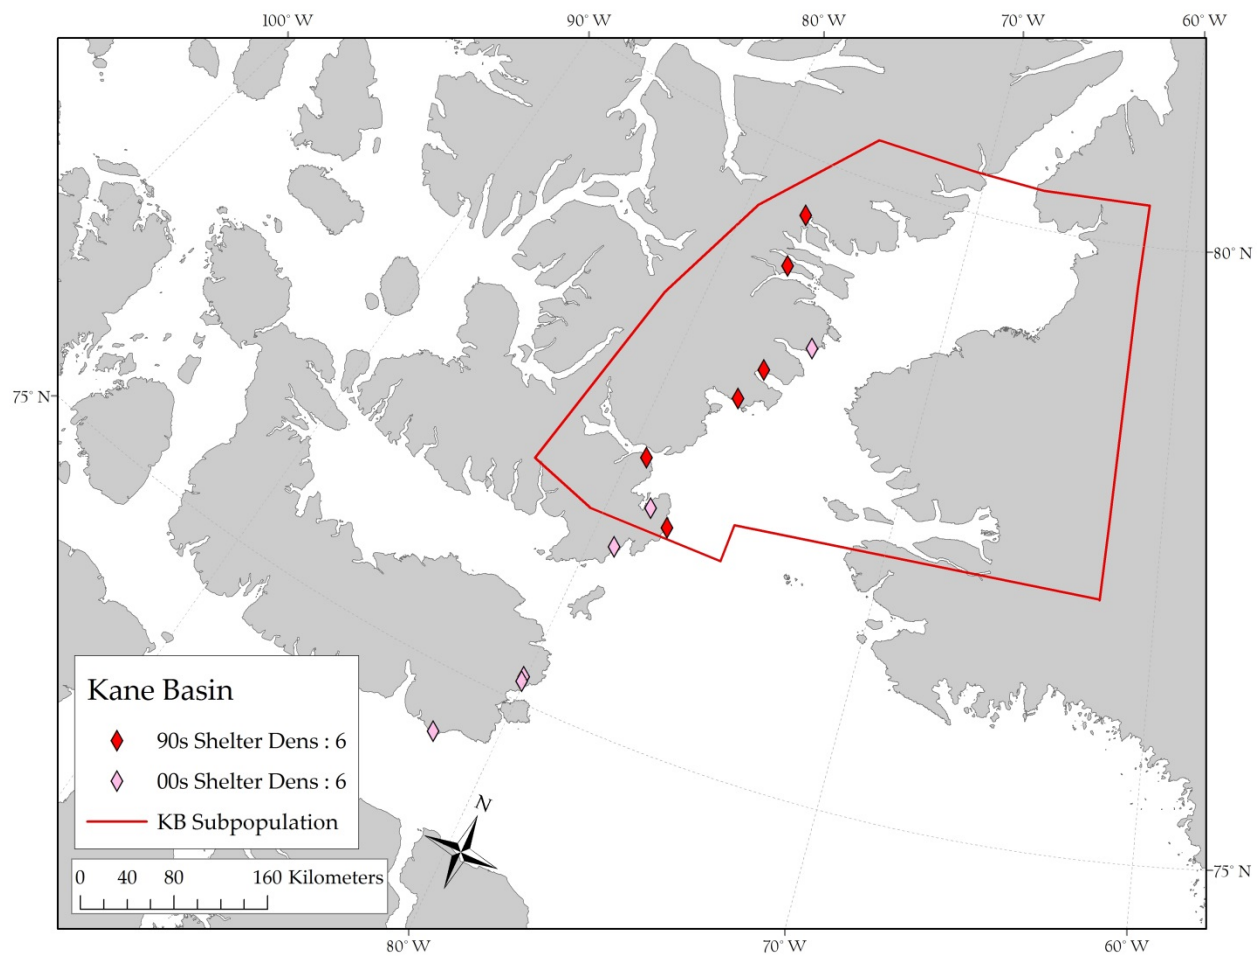 100° W
90° W
80° W
70° W
60° W
80° N
75° N
Kane Basin
90s Shelter Dens : 6
00s Shelter Dens : 6
KB Subpopulation
N
0 40 80 160 Kilometers
75° N
80° W
70° W
60° W